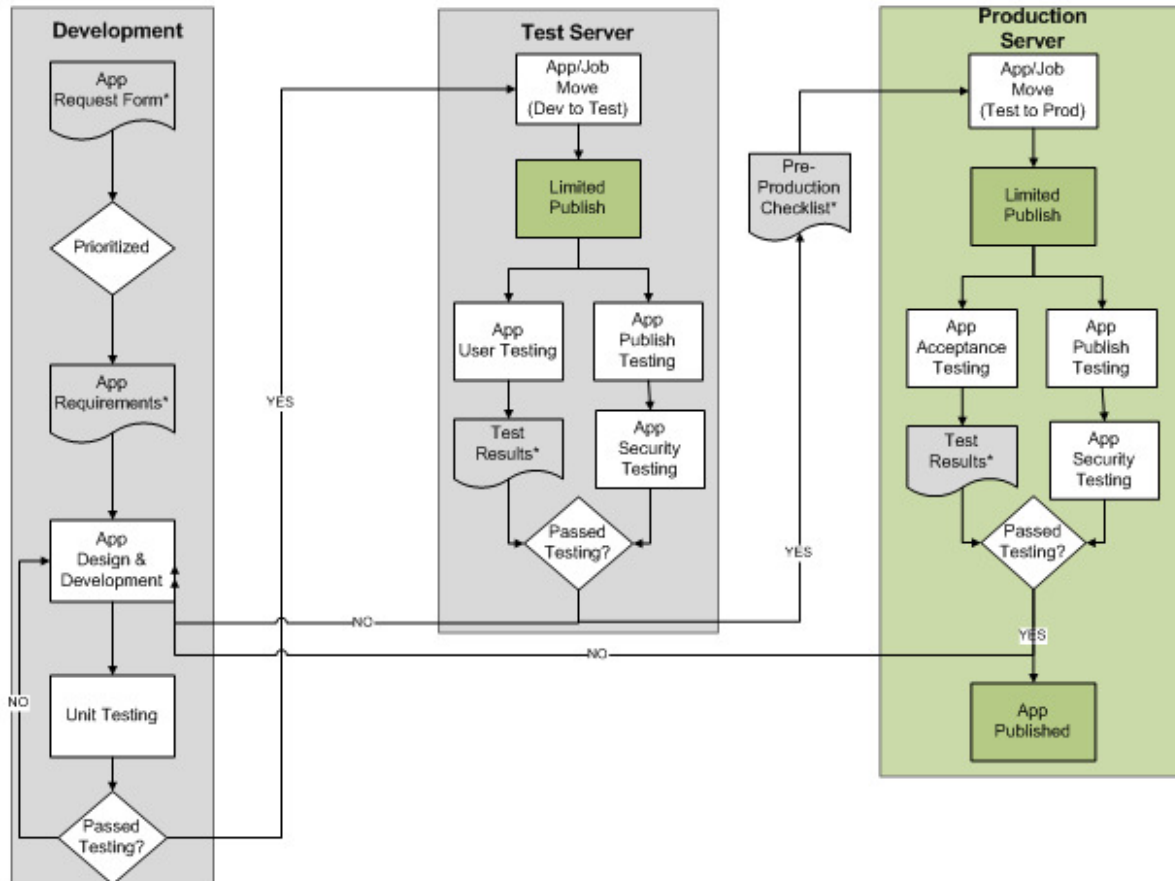 Development
App
Request Form*
Prioritized
App
Requirements*
App
Design &
Development
Unit Testing
Passed
Testing?
NO
YES
Test Server
App/Job
Move
(Dev to Test)
Limited
Publish
App
User Testing
App
Publish
Testing
Test
Results*
App
Security
Testing
Passed
Testing?
NO
YES
Pre-
Production
Checklist*
Production
Server
App/Job
Move
(Test to Prod)
Limited
Publish
App
Acceptance
Testing
App
Publish
Testing
Test
Results*
App
Security
Testing
Passed
Testing?
NO
YES
App
Published